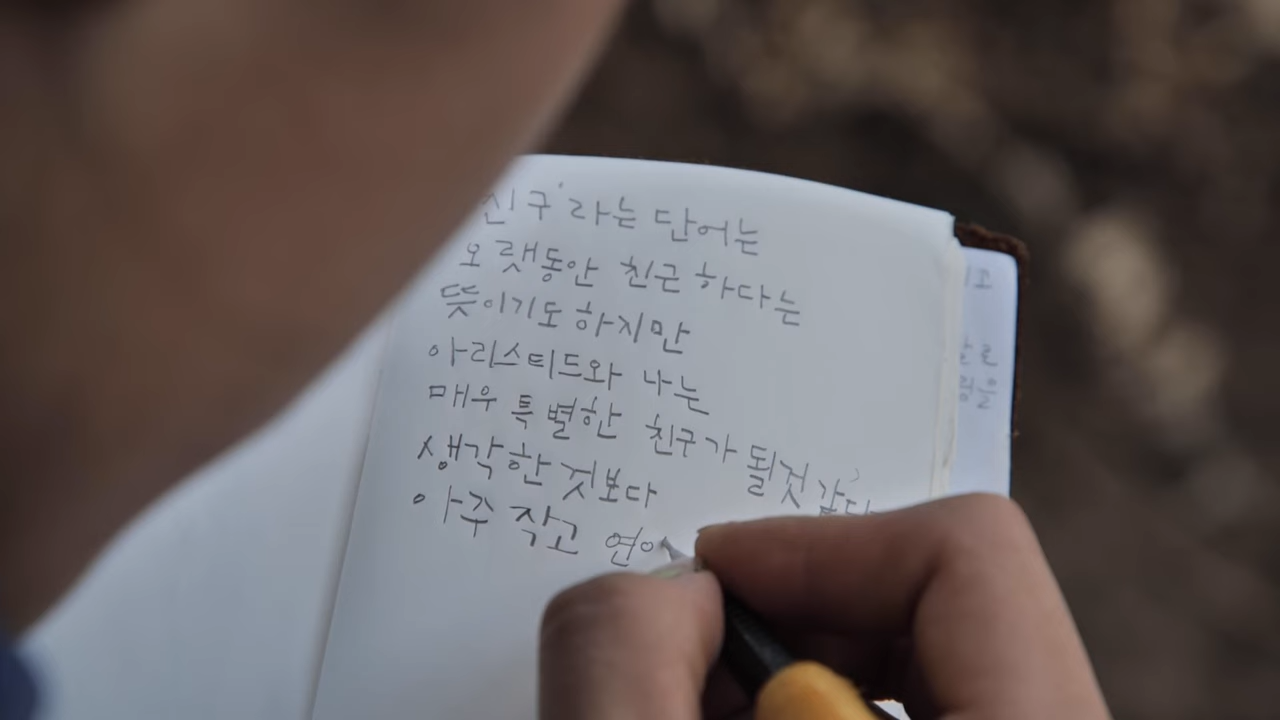 친구'라는 단어는
오랫동안 친근 하다는
뜻이기도 하지만
아리스티드와 나는
매우 특별한 친구가 될것 같다
생각한 것보다
아주 작고